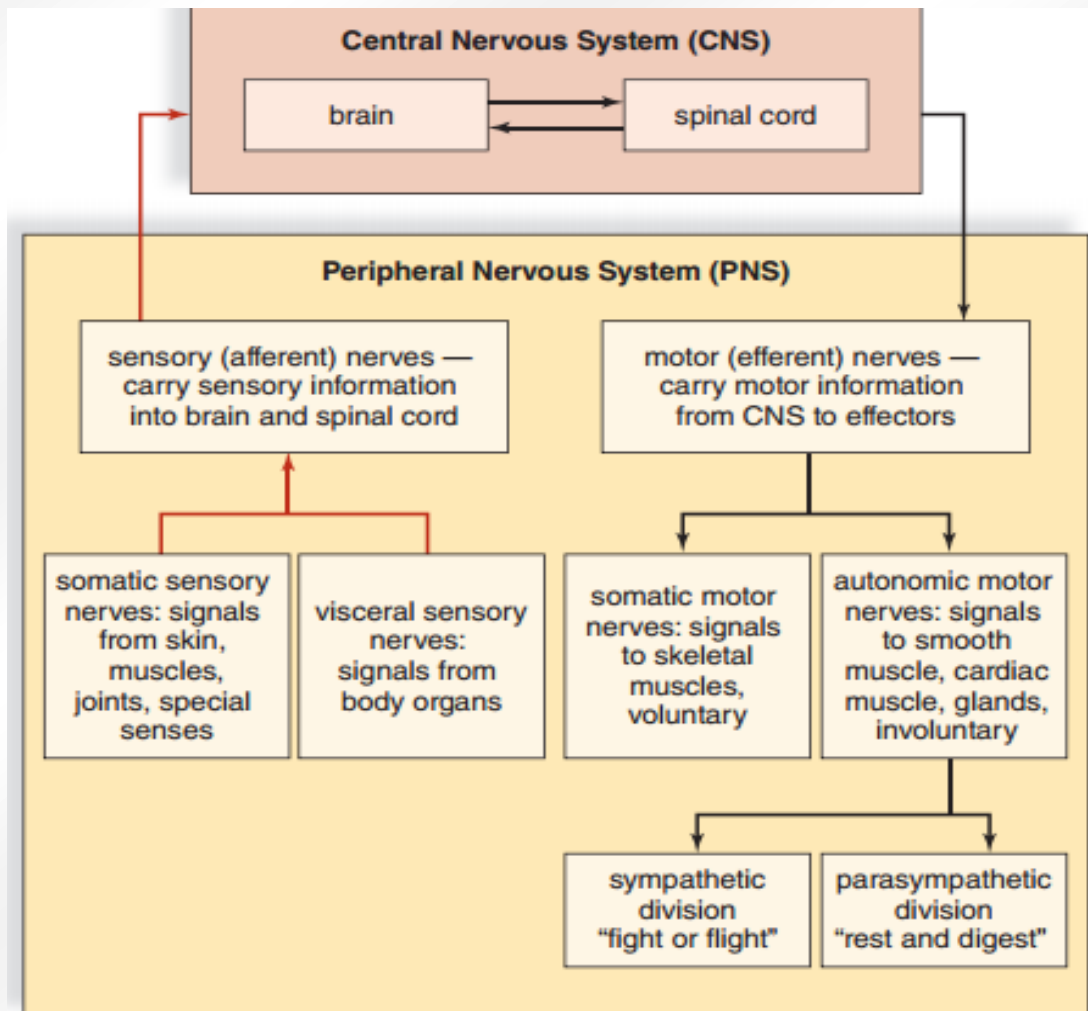 Central Nervous System (CNS)
brain
spinal cord
Peripheral Nervous System (PNS)
sensory (afferent) nerves —
carry sensory information
into brain and spinal cord
motor (efferent) nerves —
carry motor information
from CNS to effectors
somatic sensory
nerves: signals
from skin,
muscles,
joints, special
senses
visceral sensory
nerves:
signals from
body organs
somatic motor
nerves: signals
to skeletal
muscles,
voluntary
autonomic motor
nerves: signals
to smooth
muscle, cardiac
muscle, glands,
involuntary
sympathetic
division
“fight or flight”
parasympathetic
division
“rest and digest”